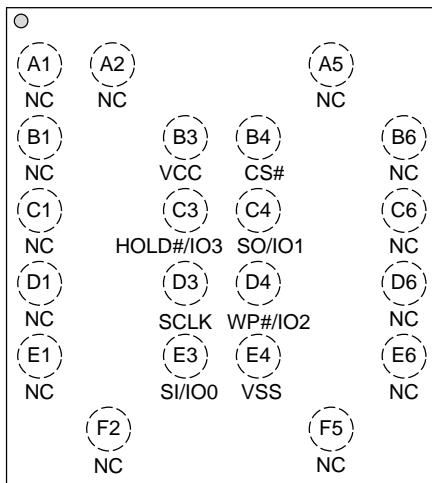 A1 A2 A5
NC NC NC
B1 B3 B4 B6
NC VCC CS# NC
C1 C3 C4 C6
NC HOLD#/IO3 SO/IO1 NC
D1 D3 D4 D6
NC SCLK WP#/IO2 NC
E1 E3 E4 E6
NC SI/IO0 VSS NC
F2 F5
NC NC